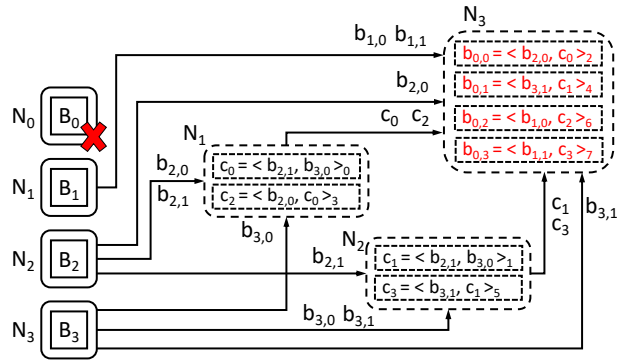 N₃
b₁,₀ b₁,₁
b₀,₀ = < b₂,₀, c₀ >₂
b₀,₁ = < b₃,₁, c₁ >₄
b₀,₂ = < b₁,₀, c₂ >₆
b₀,₃ = < b₁,₁, c₃ >₇
b₂,₀
c₀ c₂
N₀ B₀
N₁
b₂,₀
b₂,₁
c₀ = < b₂,₁, b₃,₀ >₀
c₂ = < b₂,₀, c₀ >₃
N₁ B₁
c₁
c₃
b₃,₁
b₃,₀
N₂
N₂ B₂
b₂,₁
c₁ = < b₂,₁, b₃,₀ >₁
c₃ = < b₃,₁, c₁ >₅
N₃ B₃
b₃,₀ b₃,₁